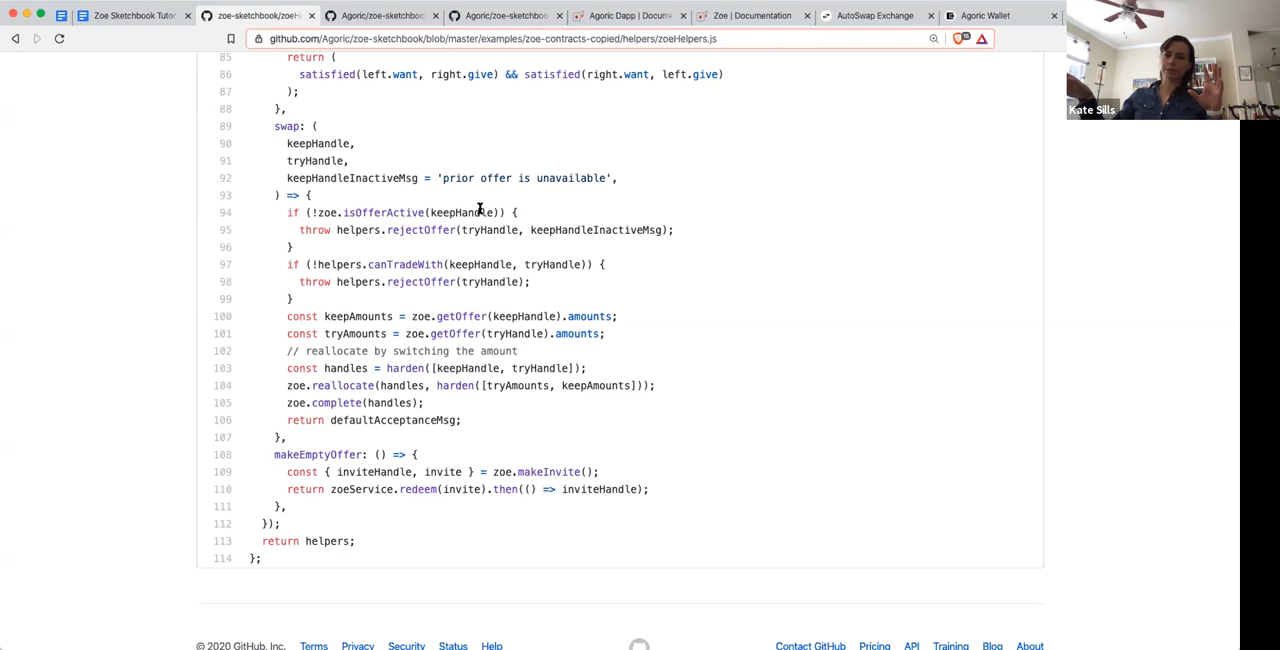 Zoe Sketchbook Tutor
zoe-sketchbook/zoeH
Agoric/zoe-sketchboo
Agoric/zoe-sketchboo
Agoric Dapp | Docum
Zoe | Documentation
AutoSwap Exchange
Agoric Wallet
github.com/Agoric/zoe-sketchbook/blob/master/examples/zoe-contracts-copied/helpers/zoeHelpers.js
Kate Sills
85 return (
86 satisfied(left.want, right.give) && satisfied(right.want, left.give)
87 );
88 },
89 swap: (
90 keepHandle,
91 tryHandle,
92 keepHandleInactiveMsg = 'prior offer is unavailable',
93 ) => {
94 if (!zoe.isOfferActive(keepHandle)) {
95 throw helpers.rejectOffer(tryHandle, keepHandleInactiveMsg);
96 }
97 if (!helpers.canTradeWith(keepHandle, tryHandle)) {
98 throw helpers.rejectOffer(tryHandle);
99 }
100 const keepAmounts = zoe.getOffer(keepHandle).amounts;
101 const tryAmounts = zoe.getOffer(tryHandle).amounts;
102 // reallocate by switching the amount
103 const handles = harden([keepHandle, tryHandle]);
104 zoe.reallocate(handles, harden([tryAmounts, keepAmounts]));
105 zoe.complete(handles);
106 return defaultAcceptanceMsg;
107 },
108 makeEmptyOffer: () => {
109 const { inviteHandle, invite } = zoe.makeInvite();
110 return zoeService.redeem(invite).then(() => inviteHandle);
111 },
112 });
113 return helpers;
114 };
© 2020 GitHub, Inc. Terms Privacy Security Status Help Contact GitHub Pricing API Training Blog About